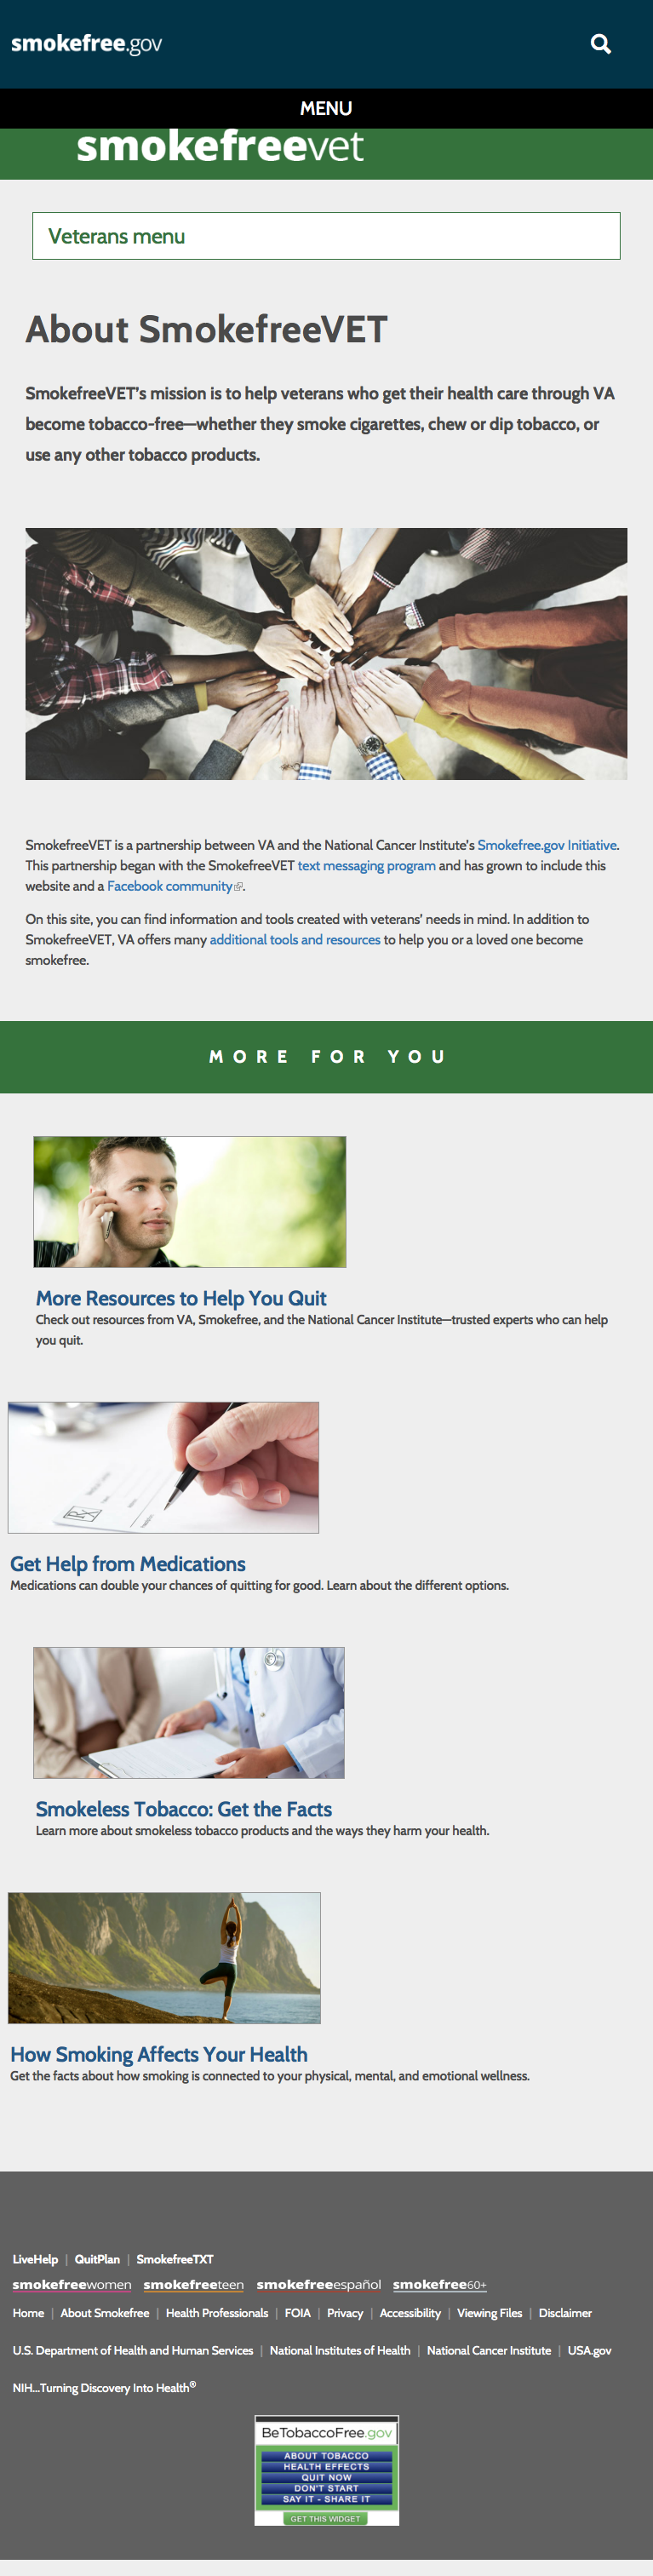 smokefree.gov
MENU
smokefreevet
Veterans menu
About SmokefreeVET
SmokefreeVET's mission is to help veterans who get their health care through VA
become tobacco-free—whether they smoke cigarettes, chew or dip tobacco, or
use any other tobacco products.
SmokefreeVET is a partnership between VA and the National Cancer Institute's Smokefree.gov Initiative.
This partnership began with the SmokefreeVET text messaging program and has grown to include this
website and a Facebook community.
On this site, you can find information and tools created with veterans' needs in mind. In addition to
SmokefreeVET, VA offers many additional tools and resources to help you or a loved one become
smokefree.
MORE FOR YOU
More Resources to Help You Quit
Check out resources from VA, Smokefree, and the National Cancer Institute—trusted experts who can help
you quit.
Get Help from Medications
Medications can double your chances of quitting for good. Learn about the different options.
Smokeless Tobacco: Get the Facts
Learn more about smokeless tobacco products and the ways they harm your health.
How Smoking Affects Your Health
Get the facts about how smoking is connected to your physical, mental, and emotional wellness.
LiveHelp | QuitPlan | SmokefreeTXT
smokefreewomen smokefreeteen smokefreeespañol smokefree60+
Home | About Smokefree | Health Professionals | FOIA | Privacy | Accessibility | Viewing Files | Disclaimer
U.S. Department of Health and Human Services | National Institutes of Health | National Cancer Institute | USA.gov
NIH...Turning Discovery Into Health®
BeTobaccoFree.gov
ABOUT TOBACCO
HEALTH EFFECTS
QUIT NOW
DON'T START
SAY IT - SHARE IT
GET THIS WIDGET